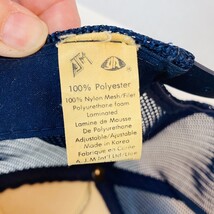 100% Polyester
100% Nylon Mesh/Filet
Polyurethane foam
Laminated
Lamine de Mousse
De Polyurethane
Adjustable/Ajustable
Made in Korea
Fabrique en Corée